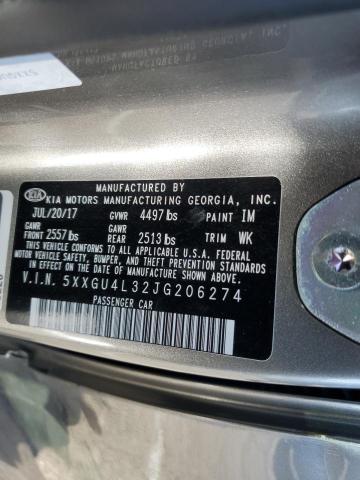 MANUFACTURED BY
KIA KIA MOTORS MANUFACTURING GEORGIA, INC.
JUL/20/17 GVWR 4497 lbs PAINT IM
GAWR FRONT 2557 lbs GAWR REAR 2513 lbs TRIM WK
THIS VEHICLE CONFORMS TO ALL APPLICABLE U.S.A. FEDERAL
MOTOR VEHICLE SAFETY, BUMPER, AND THEFT PREVENTION
STANDARDS IN EFFECT ON THE DATE OF MANUFACTURE SHOWN ABOVE.
V.I.N. 5XXGU4L32JG206274
PASSENGER CAR